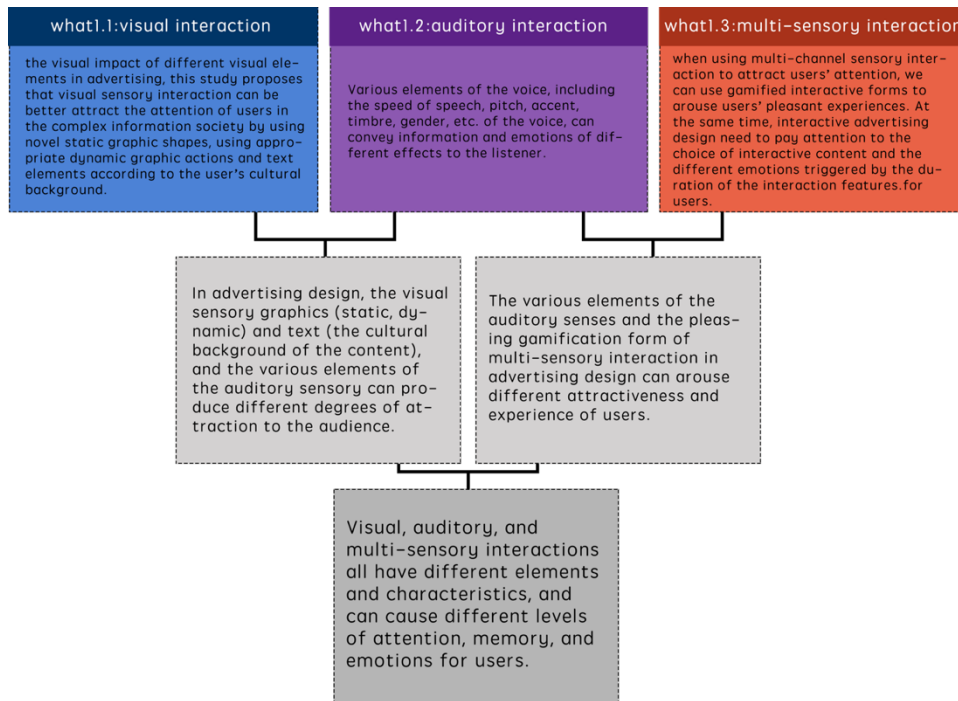 what1.1:visual interaction
the visual impact of different visual ele-
ments in advertising, this study proposes
that visual sensory interaction can be
better attract the attention of users in
the complex information society by using
novel static graphic shapes, using appro-
priate dynamic graphic actions and text
elements according to the user's cultural
background.
what1.2:auditory interaction
Various elements of the voice, including
the speed of speech, pitch, accent,
timbre, gender, etc. of the voice, can
convey information and emotions of dif-
ferent effects to the listener.
what1.3:multi-sensory interaction
when using multi-channel sensory inter-
action to attract users' attention, we
can use gamified interactive forms to
arouse users' pleasant experiences. At
the same time, interactive advertising
design need to pay attention to the
choice of interactive content and the
different emotions triggered by the du-
ration of the interaction features.for
users.
In advertising design, the visual
sensory graphics (static, dy-
namic) and text (the cultural
background of the content),
and the various elements of
the auditory sensory can pro-
duce different degrees of at-
traction to the audience.
The various elements of the
auditory senses and the pleas-
ing gamification form of
multi-sensory interaction in
advertising design can arouse
different attractiveness and
experience of users.
Visual, auditory, and
multi-sensory interactions
all have different elements
and characteristics, and
can cause different levels
of attention, memory, and
emotions for users.